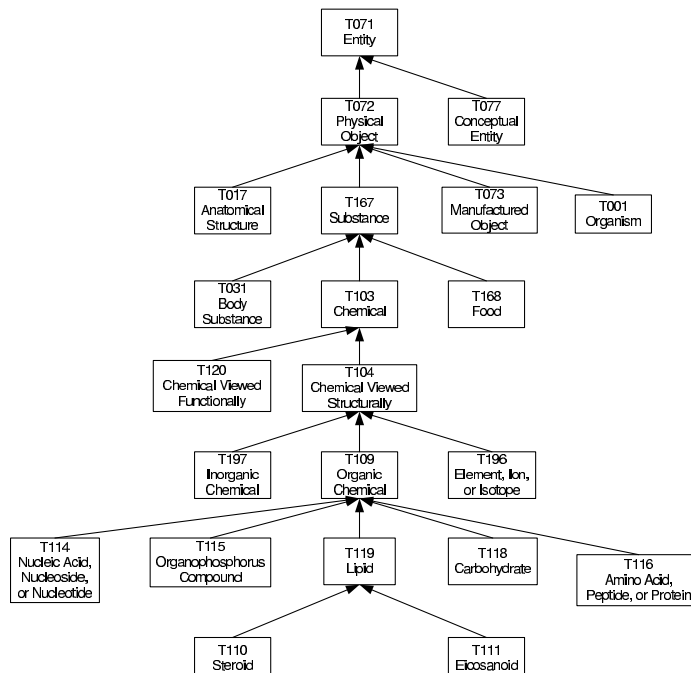 T071
Entity
T072
Physical
Object
T077
Conceptual
Entity
T017
Anatomical
Structure
T167
Substance
T073
Manufactured
Object
T001
Organism
T031
Body
Substance
T103
Chemical
T168
Food
T120
Chemical Viewed
Functionally
T104
Chemical Viewed
Structurally
T197
Inorganic
Chemical
T109
Organic
Chemical
T196
Element, Ion,
or Isotope
T114
Nucleic Acid,
Nucleoside,
or Nucleotide
T115
Organophosphorus
Compound
T119
Lipid
T118
Carbohydrate
T116
Amino Acid,
Peptide, or Protein
T110
Steroid
T111
Eicosanoid